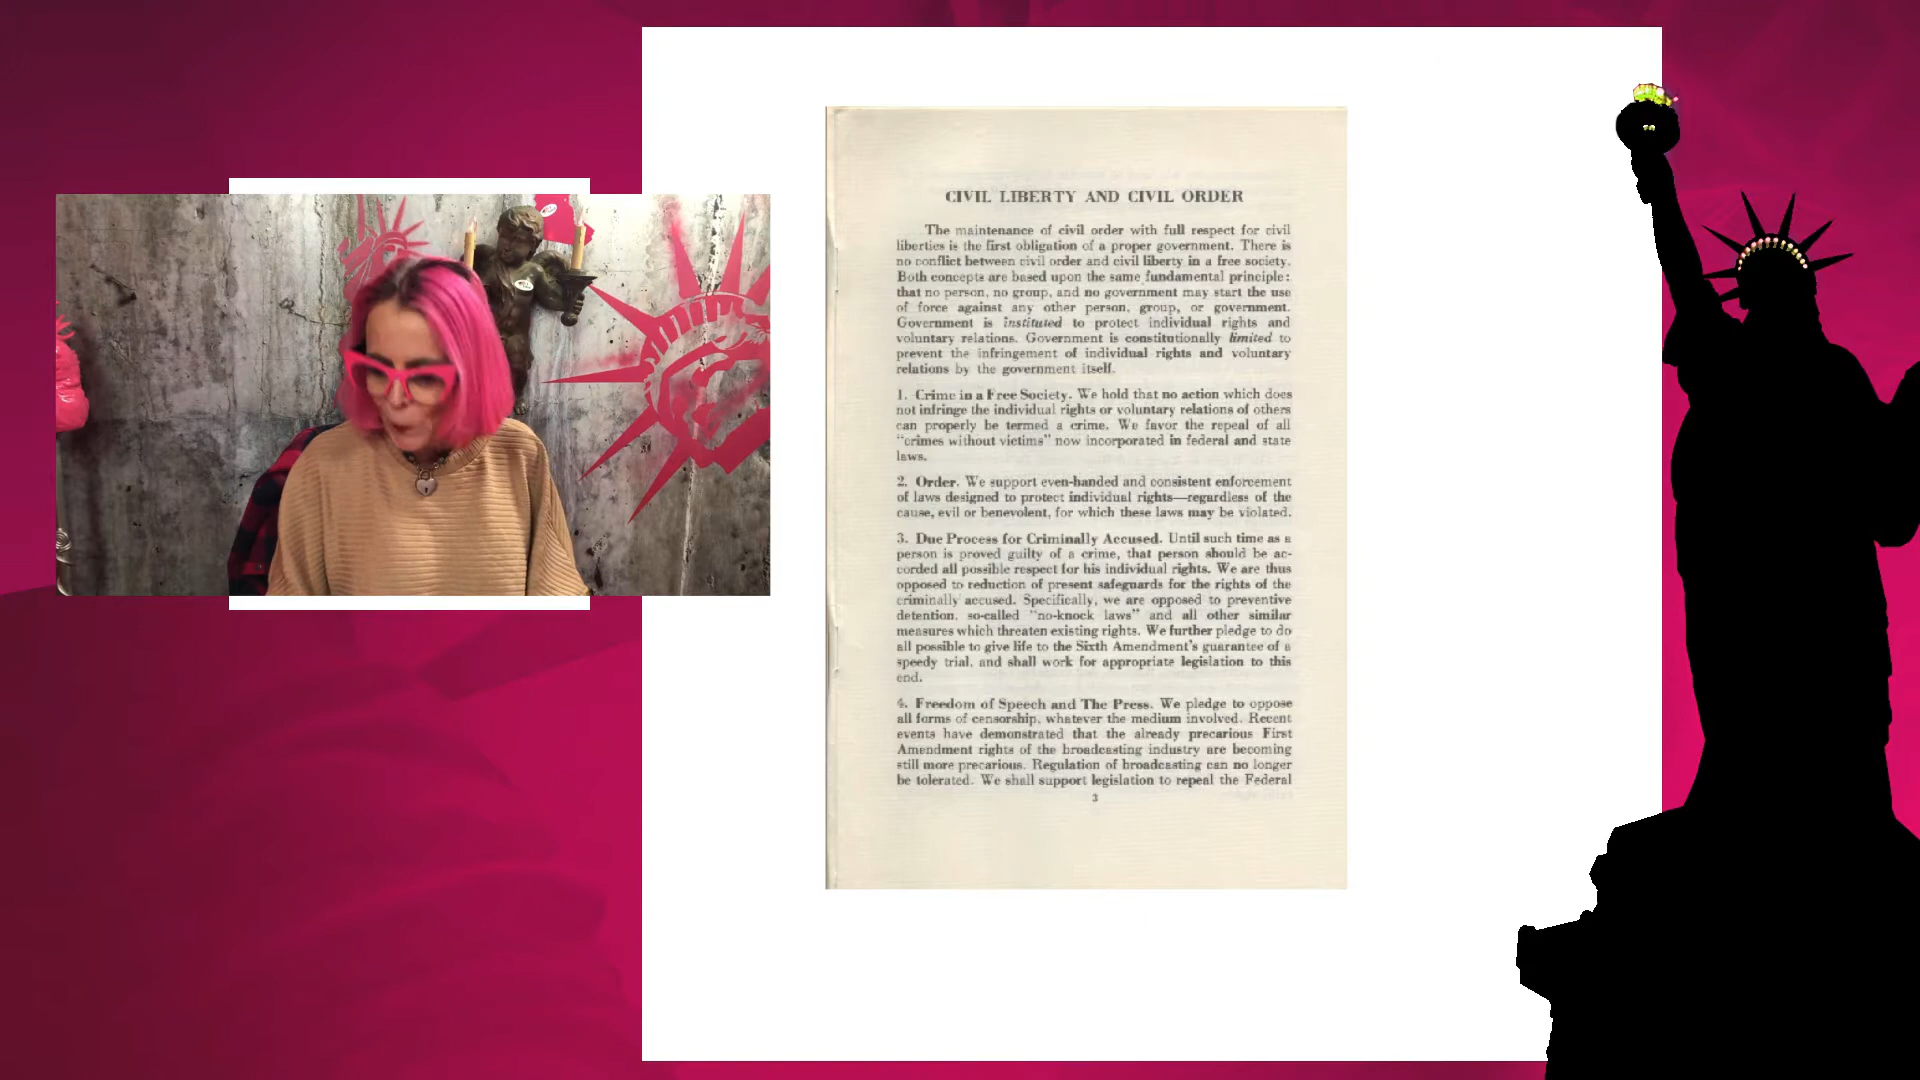 CIVIL LIBERTY AND CIVIL ORDER
The maintenance of civil order with full respect for civil
liberties is the first obligation of a proper government. There is
no conflict between civil order and civil liberty in a free society.
Both concepts are based upon the same fundamental principle:
that no person, no group, and no government may start the use
of force against any other person, group, or government.
Government is instituted to protect individual rights and
voluntary relations. Government is constitutionally limited to
prevent the infringement of individual rights and voluntary
relations by the government itself.
1. Crime in a Free Society. We hold that no action which does
not infringe the individual rights or voluntary relations of others
can properly be termed a crime. We favor the repeal of all
"crimes without victims" now incorporated in federal and state
laws.
2. Order. We support even-handed and consistent enforcement
of laws designed to protect individual rights—regardless of the
cause, evil or benevolent, for which these laws may be violated.
3. Due Process for Criminally Accused. Until such time as a
person is proved guilty of a crime, that person should be ac-
corded all possible respect for his individual rights. We are thus
opposed to reduction of present safeguards for the rights of the
criminally accused. Specifically, we are opposed to preventive
detention, so-called "no-knock laws" and all other similar
measures which threaten existing rights. We further pledge to do
all possible to give life to the Sixth Amendment's guarantee of a
speedy trial, and shall work for appropriate legislation to this
end.
4. Freedom of Speech and The Press. We pledge to oppose
all forms of censorship, whatever the medium involved. Recent
events have demonstrated that the already precarious First
Amendment rights of the broadcasting industry are becoming
still more precarious. Regulation of broadcasting can no longer
be tolerated. We shall support legislation to repeal the Federal
3